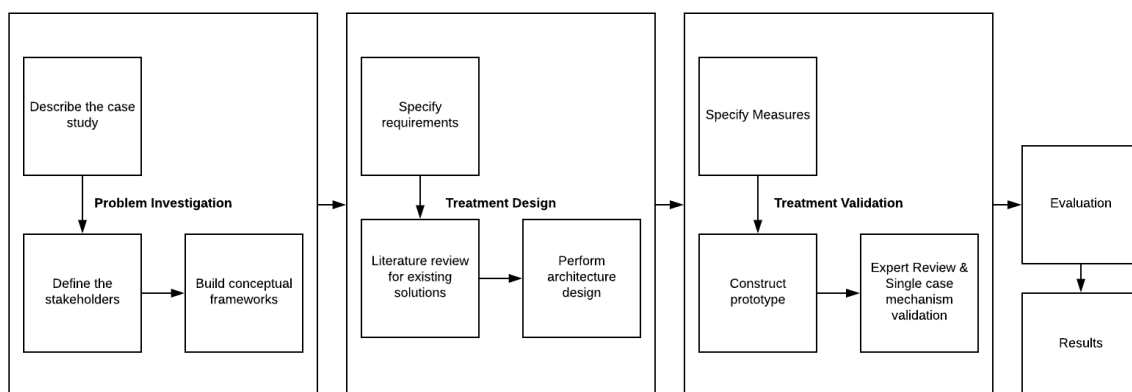 Describe the case
study
Problem Investigation
Define the
stakeholders
Build conceptual
frameworks
Specify
requirements
Treatment Design
Literature review
for existing
solutions
Perform
architecture
design
Specify Measures
Treatment Validation
Construct
prototype
Expert Review &
Single case
mechanism
validation
Evaluation
Results